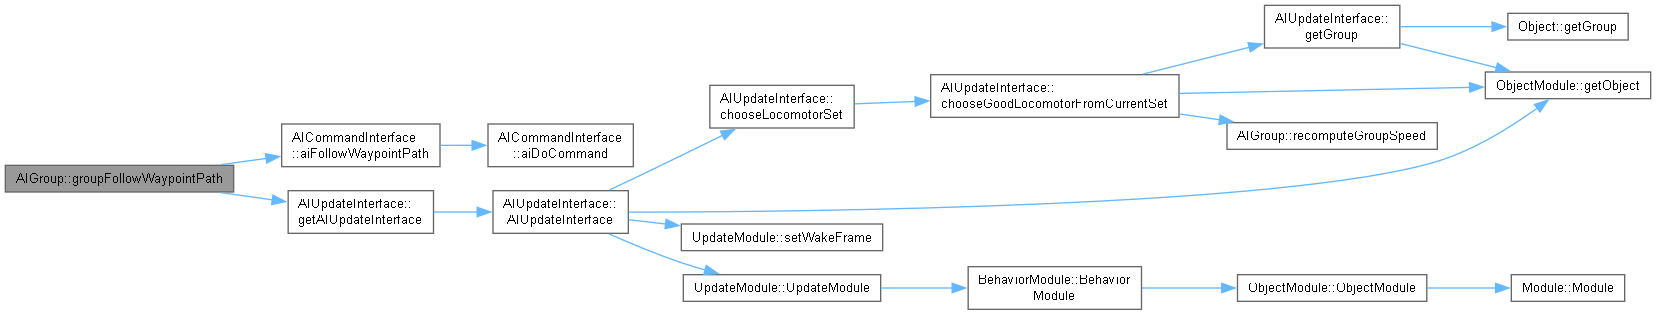 AIGroup::groupFollowWaypointPath
AICommandInterface
::aiFollowWaypointPath
AICommandInterface
::aiDoCommand
AIUpdateInterface::
getAIUpdateInterface
AIUpdateInterface::
AIUpdateInterface
AIUpdateInterface::
chooseLocomotorSet
AIUpdateInterface::
chooseGoodLocomotorFromCurrentSet
AIUpdateInterface::
getGroup
Object::getGroup
ObjectModule::getObject
AIGroup::recomputeGroupSpeed
UpdateModule::setWakeFrame
UpdateModule::UpdateModule
BehaviorModule::Behavior
Module
ObjectModule::ObjectModule
Module::Module